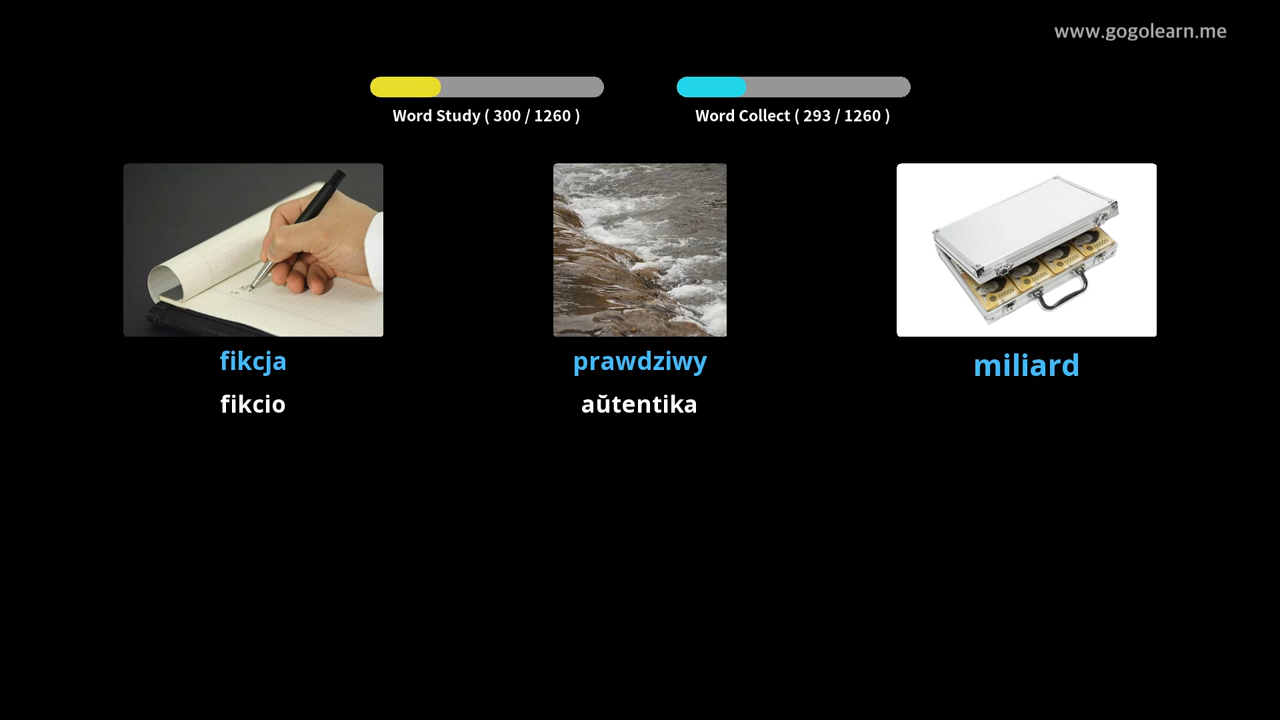 www.gogolearn.me
Word Study ( 300 / 1260 )
Word Collect ( 293 / 1260 )
fikcja
prawdziwy
miliard
fikcio
aŭtentika